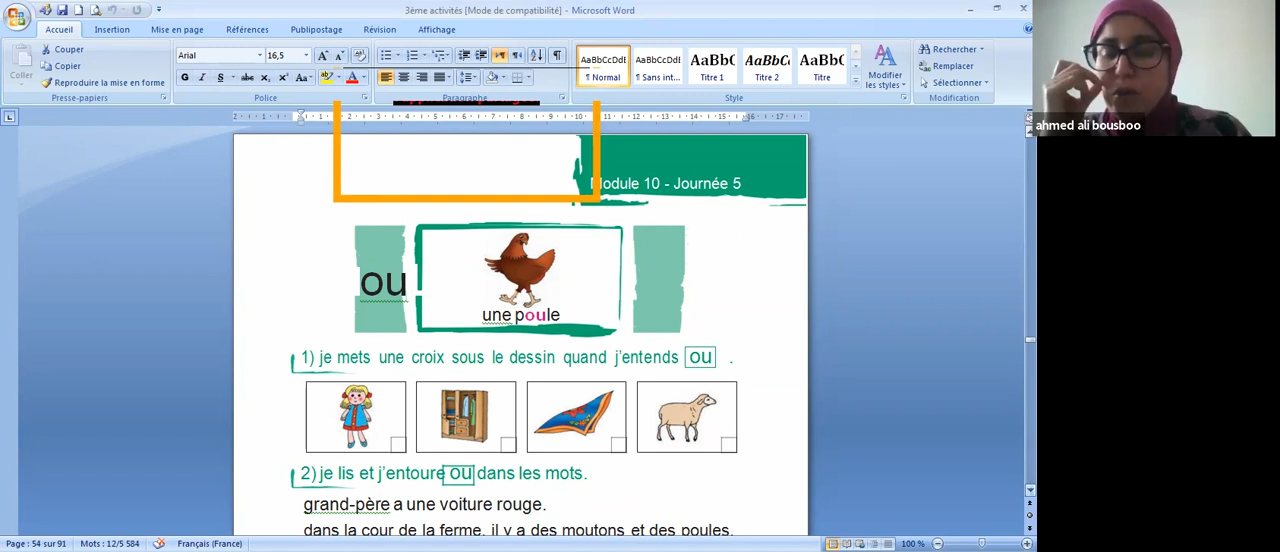 3ème activités [Mode de compatibilité] - Microsoft Word
Accueil Insertion Mise en page Références Publipostage Révision Affichage
Coller
Couper
Copier
Reproduire la mise en forme
Presse-papiers
Arial 16,5
Police
Paragraphe
AaBbCcDdE AaBbCcDdE AaBbC AaBbCc AaBb
¶ Normal ¶ Sans int... Titre 1 Titre 2 Titre
Style
Modifier les styles
Rechercher
Remplacer
Sélectionner
Modification
ahmed ali bousboo
Module 10 - Journée 5
ou
une poule
1) je mets une croix sous le dessin quand j'entends ou .
2) je lis et j'entoure ou dans les mots.
grand-père a une voiture rouge.
dans la cour de la ferme, il y a des moutons et des poules.
Page : 54 sur 91 Mots : 12/5 584 Français (France) 100 %